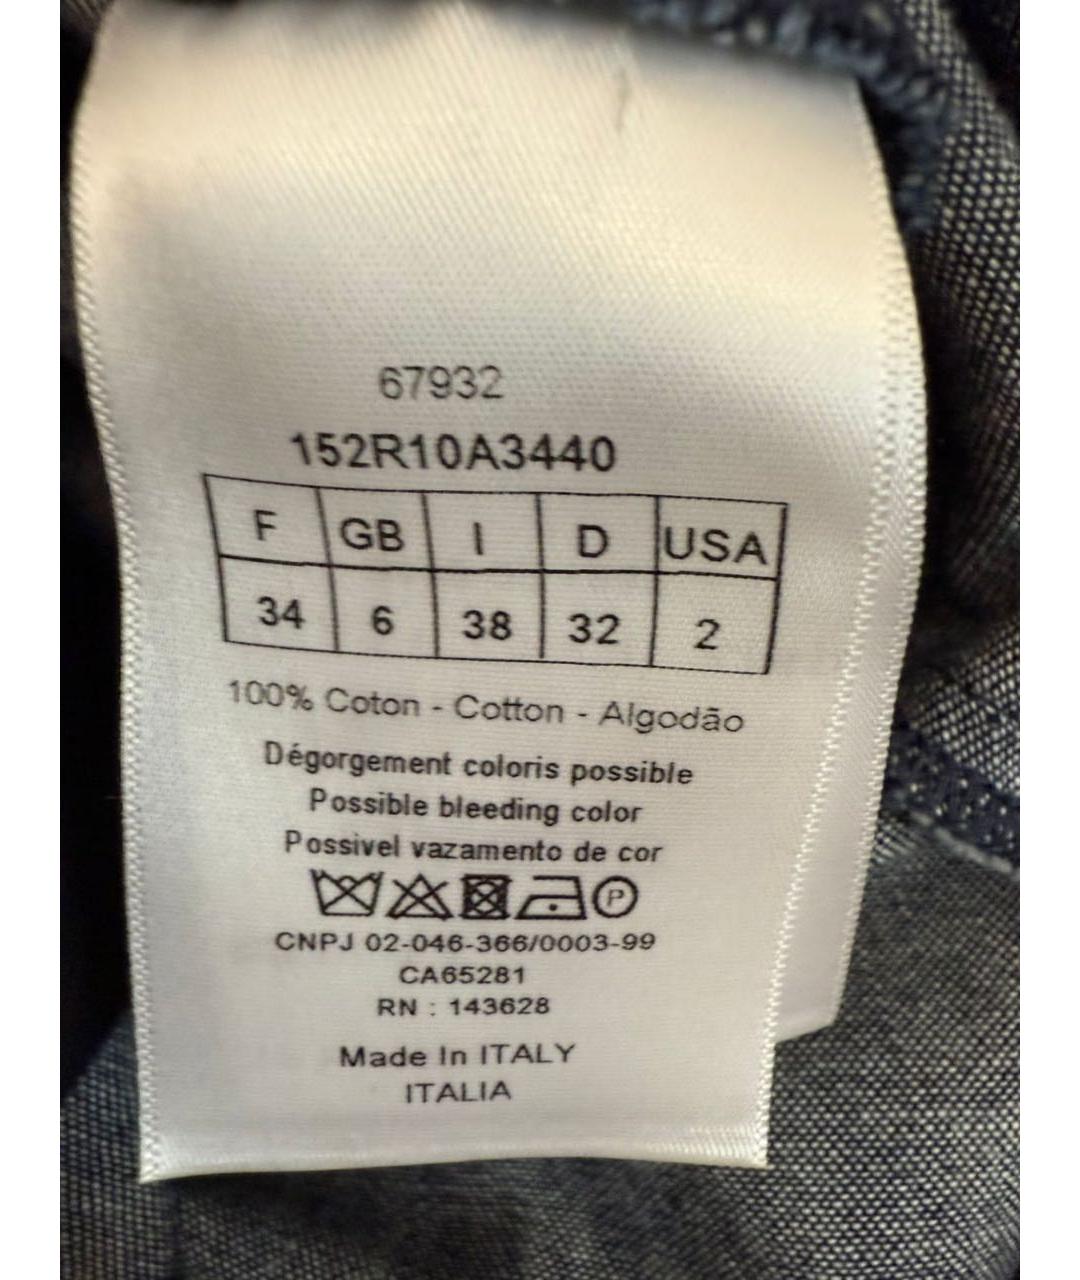 67932
152R10A3440
F GB I D USA
34 6 38 32 2
100% Coton - Cotton - Algodão
Dégorgement coloris possible
Possible bleeding color
Possivel vazamento de cor
P
CNPJ 02-046-366/0003-99
CA65281
RN : 143628
Made In ITALY
ITALIA